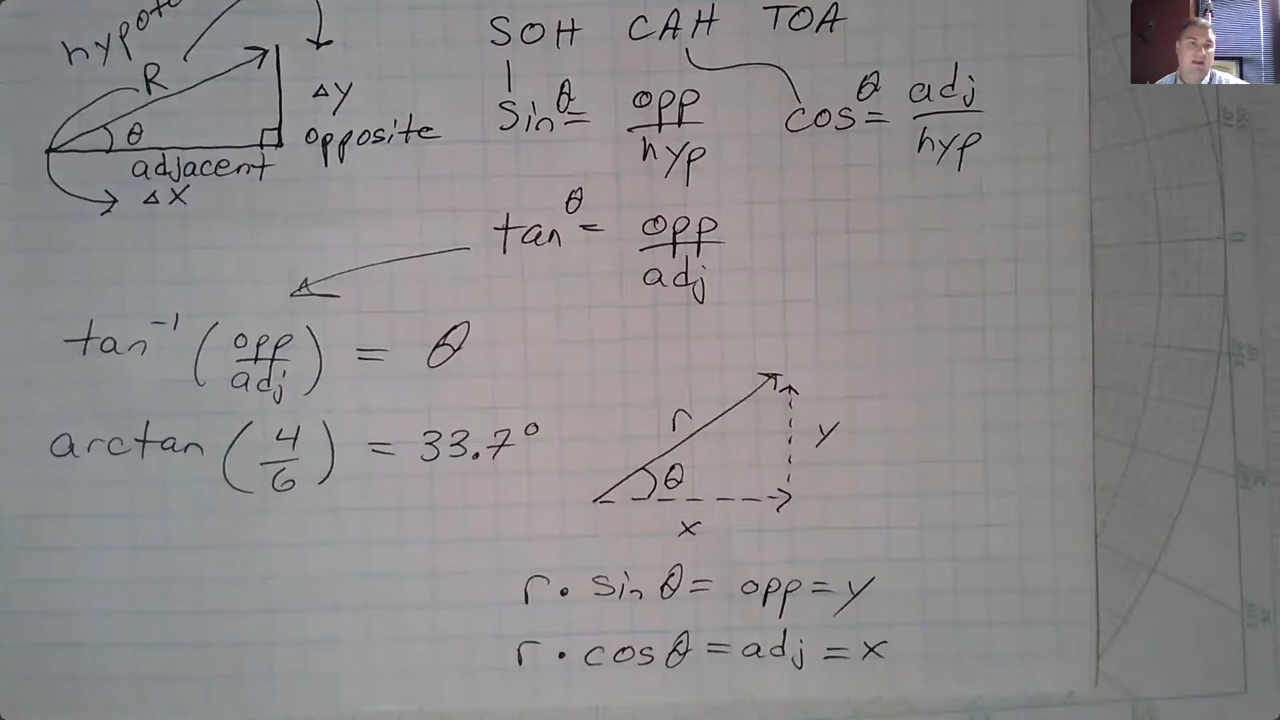 SOH CAH TOA
R
θ
Δy
opposite
adjacent
Δx
sin θ = opp/hyp
cos θ = adj/hyp
tan θ = opp/adj
tan⁻¹(opp/adj) = θ
arctan(4/6) = 33.7°
r
y
θ
x
r · sin θ = opp = y
r · cos θ = adj = x